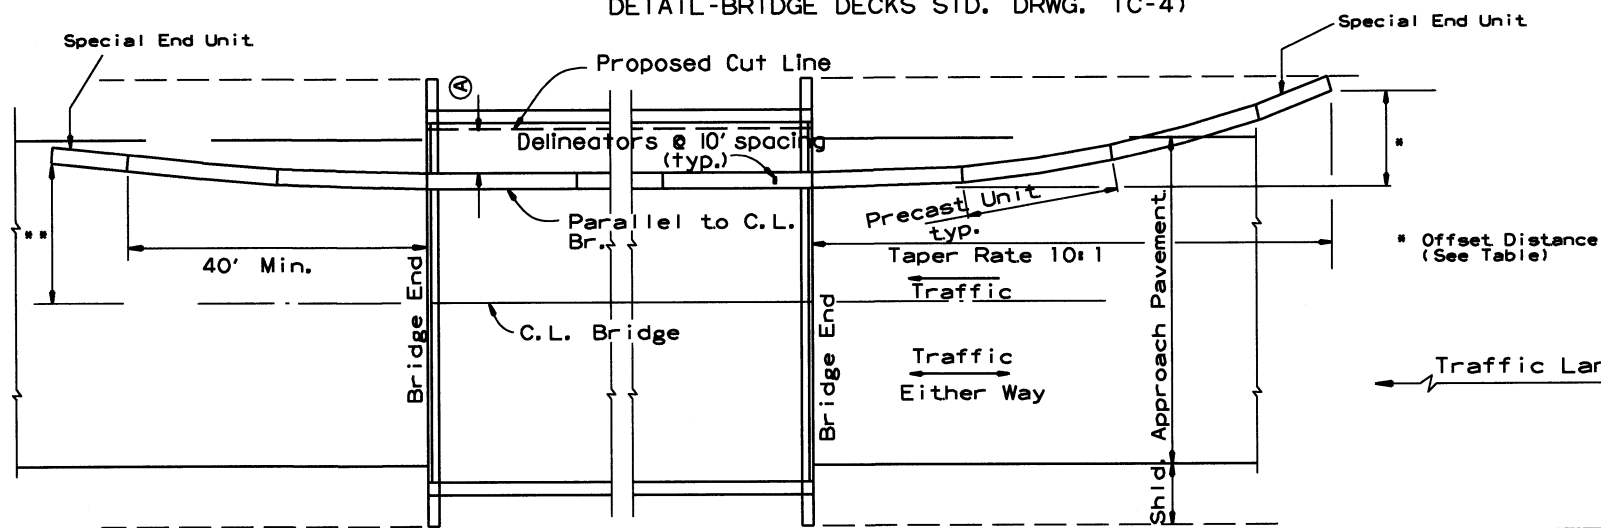 DETAIL-BRIDGE DECKS STD. DRWG. TC-4)
Special End Unit
Special End Unit
A
Proposed Cut Line
Delineators @ 10' spacing
(typ.)
*
**
Parallel to C.L.
Br.
Precast Unit
typ.
40' Min.
Taper Rate 10:1
* Offset Distance
(See Table)
Traffic
C.L. Bridge
Bridge End
Bridge End
Traffic
Either Way
Shld. Approach Pavement
Traffic Lan